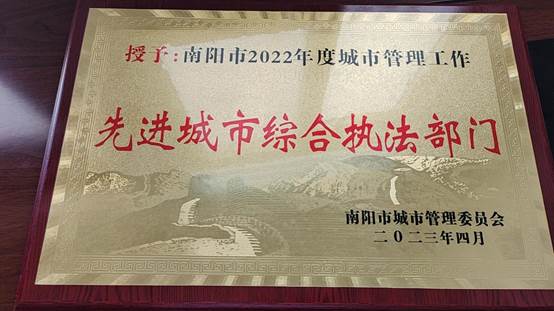 授予：南阳市2022年度城市管理工作
先进城市综合执法部门
南阳市城市管理委员会
二〇二三年四月